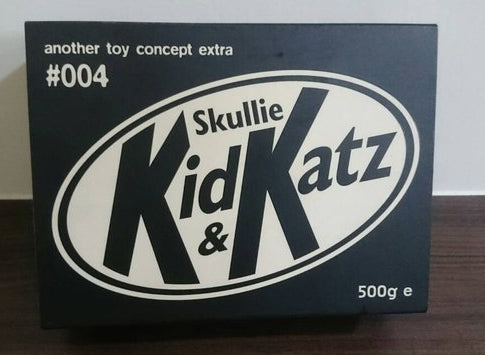 another toy concept extra
#004
Skullie
Kid Katz
&
500g e